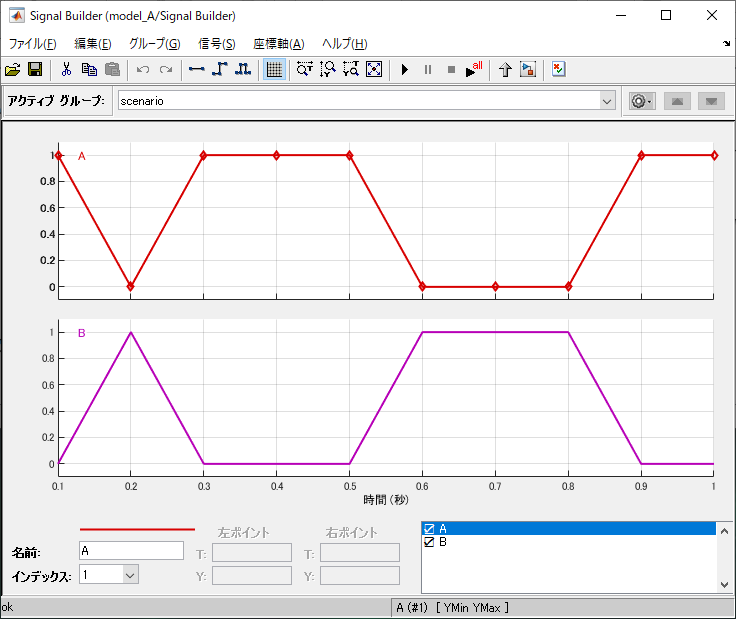 Signal Builder (model_A/Signal Builder)
ファイル(F) 編集(E) グループ(G) 信号(S) 座標軸(A) ヘルプ(H)
all
アクティブ グループ: scenario
A
1
0.8
0.6
0.4
0.2
0
B
1
0.8
0.6
0.4
0.2
0
0.1 0.2 0.3 0.4 0.5 0.6 0.7 0.8 0.9 1
時間 (秒)
左ポイント 右ポイント
名前: A T: T:
インデックス: 1 Y: Y:
A
B
ok A (#1) [ YMin YMax ]